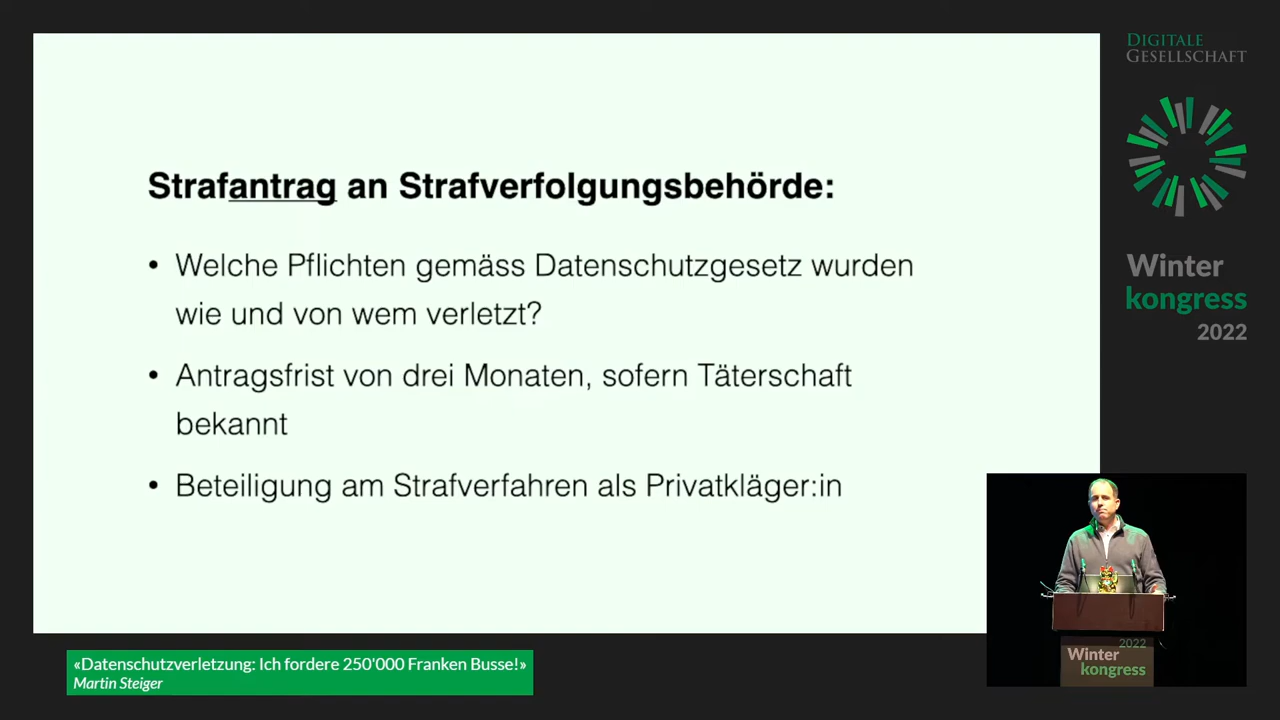 Strafantrag an Strafverfolgungsbehörde:
• Welche Pflichten gemäss Datenschutzgesetz wurden
wie und von wem verletzt?
• Antragsfrist von drei Monaten, sofern Täterschaft
bekannt
• Beteiligung am Strafverfahren als Privatkläger:in
DIGITALE
GESELLSCHAFT
Winter
kongress
2022
2022
Winter
kongress
«Datenschutzverletzung: Ich fordere 250'000 Franken Busse!»
Martin Steiger